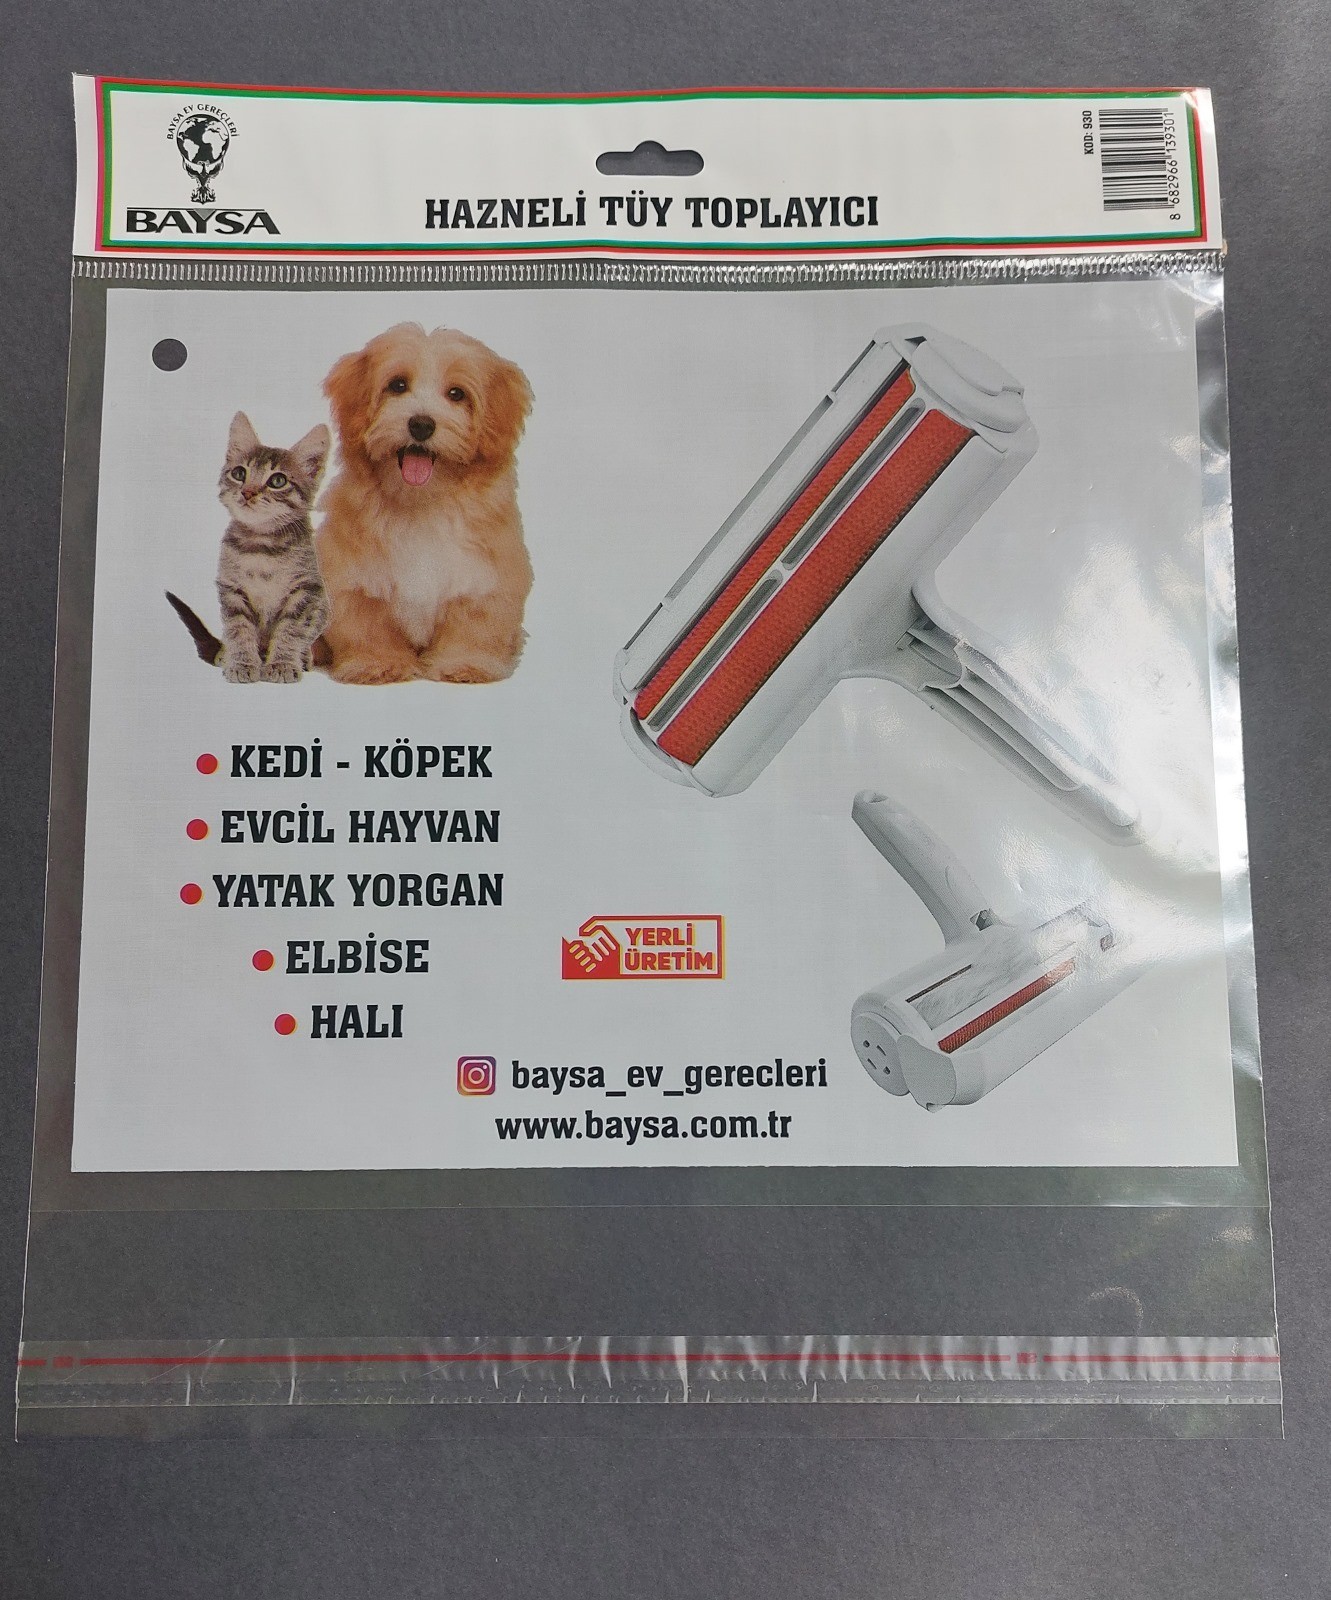 BAYSA EV GEREÇLERİ
BAYSA
HAZNELİ TÜY TOPLAYICI
KOD: 930
8 682966 139301
KEDİ - KÖPEK
EVCİL HAYVAN
YATAK YORGAN
ELBİSE
HALI
YERLİ
ÜRETİM
baysa_ev_gerecleri
www.baysa.com.tr